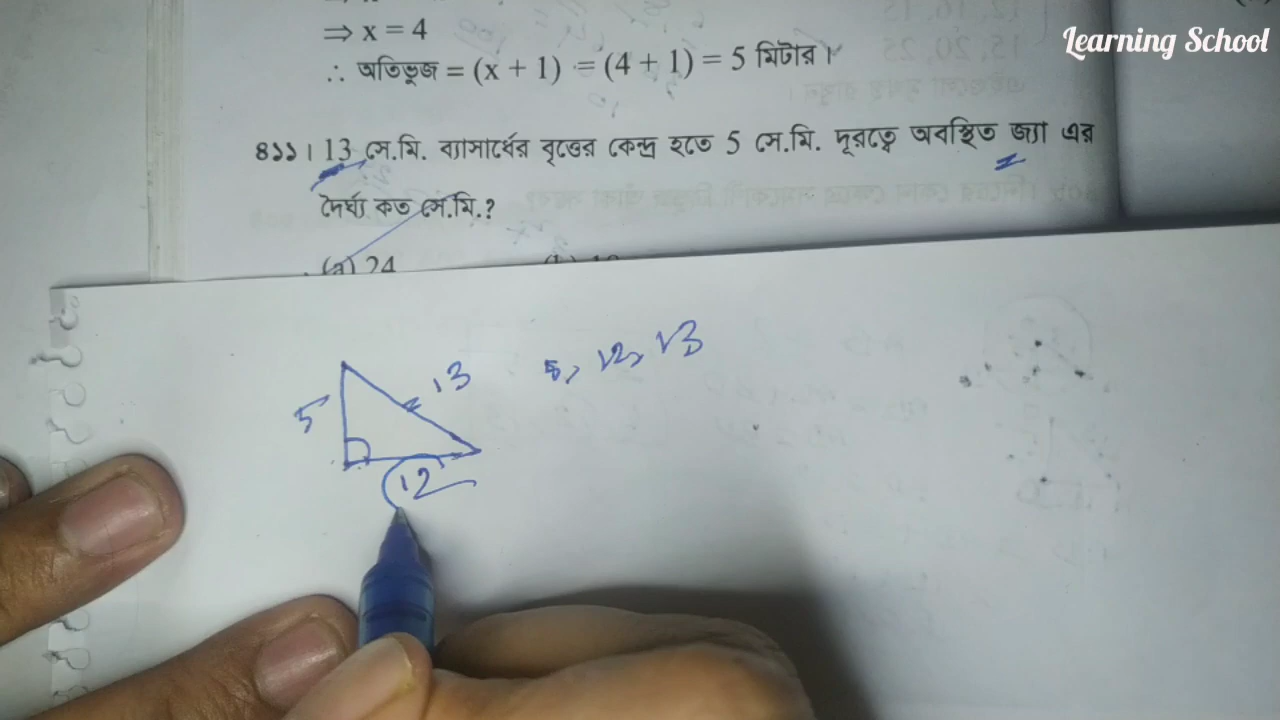 ⇒ x = 4
Learning School
∴ অতিভুজ = (x + 1) = (4 + 1) = 5 মিটার।
৪১১। 13 সে.মি. ব্যাসার্ধের বৃত্তের কেন্দ্র হতে 5 সে.মি. দূরত্বে অবস্থিত জ্যা এর
দৈর্ঘ্য কত সে.মি.?
(a) 24
5, 12, 13
13
5
12